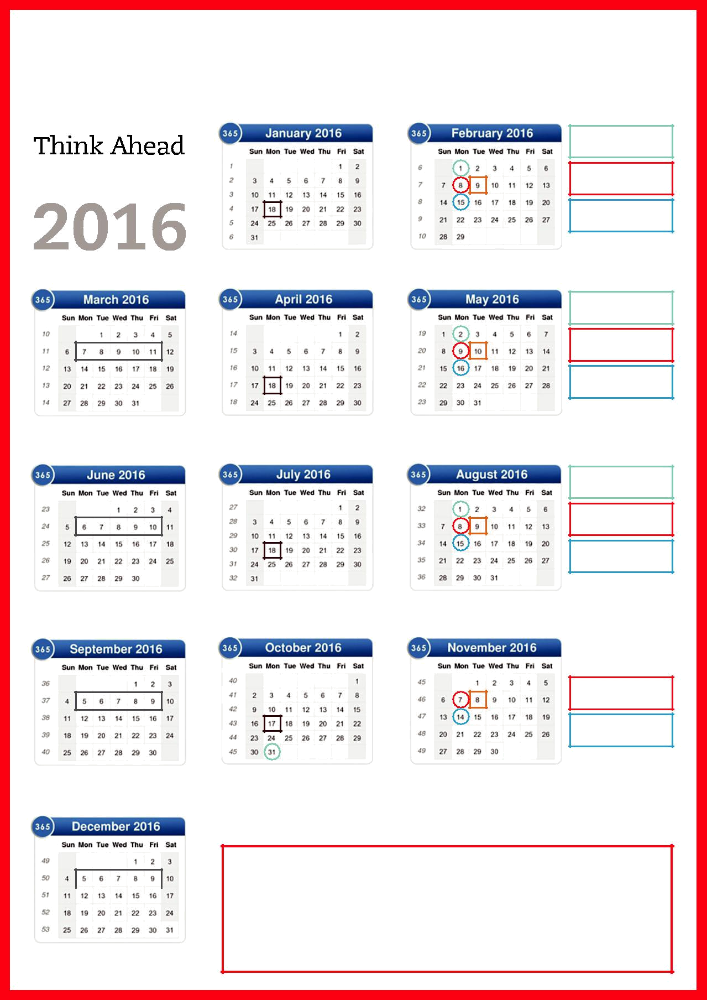 Think Ahead
2016
365 January 2016
Sun Mon Tue Wed Thu Fri Sat
1 1 2
2 3 4 5 6 7 8 9
3 10 11 12 13 14 15 16
4 17 18 19 20 21 22 23
5 24 25 26 27 28 29 30
6 31
365 February 2016
Sun Mon Tue Wed Thu Fri Sat
6 1 2 3 4 5 6
7 7 8 9 10 11 12 13
8 14 15 16 17 18 19 20
9 21 22 23 24 25 26 27
10 28 29
365 March 2016
Sun Mon Tue Wed Thu Fri Sat
10 1 2 3 4 5
11 6 7 8 9 10 11 12
12 13 14 15 16 17 18 19
13 20 21 22 23 24 25 26
14 27 28 29 30 31
365 April 2016
Sun Mon Tue Wed Thu Fri Sat
14 1 2
15 3 4 5 6 7 8 9
16 10 11 12 13 14 15 16
17 17 18 19 20 21 22 23
18 24 25 26 27 28 29 30
365 May 2016
Sun Mon Tue Wed Thu Fri Sat
19 1 2 3 4 5 6 7
20 8 9 10 11 12 13 14
21 15 16 17 18 19 20 21
22 22 23 24 25 26 27 28
23 29 30 31
365 June 2016
Sun Mon Tue Wed Thu Fri Sat
23 1 2 3 4
24 5 6 7 8 9 10 11
25 12 13 14 15 16 17 18
26 19 20 21 22 23 24 25
27 26 27 28 29 30
365 July 2016
Sun Mon Tue Wed Thu Fri Sat
27 1 2
28 3 4 5 6 7 8 9
29 10 11 12 13 14 15 16
30 17 18 19 20 21 22 23
31 24 25 26 27 28 29 30
32 31
365 August 2016
Sun Mon Tue Wed Thu Fri Sat
32 1 2 3 4 5 6
33 7 8 9 10 11 12 13
34 14 15 16 17 18 19 20
35 21 22 23 24 25 26 27
36 28 29 30 31
365 September 2016
Sun Mon Tue Wed Thu Fri Sat
36 1 2 3
37 4 5 6 7 8 9 10
38 11 12 13 14 15 16 17
39 18 19 20 21 22 23 24
40 25 26 27 28 29 30
365 October 2016
Sun Mon Tue Wed Thu Fri Sat
40 1
41 2 3 4 5 6 7 8
42 9 10 11 12 13 14 15
43 16 17 18 19 20 21 22
44 23 24 25 26 27 28 29
45 30 31
365 November 2016
Sun Mon Tue Wed Thu Fri Sat
45 1 2 3 4 5
46 6 7 8 9 10 11 12
47 13 14 15 16 17 18 19
48 20 21 22 23 24 25 26
49 27 28 29 30
365 December 2016
Sun Mon Tue Wed Thu Fri Sat
49 1 2 3
50 4 5 6 7 8 9 10
51 11 12 13 14 15 16 17
52 18 19 20 21 22 23 24
53 25 26 27 28 29 30 31